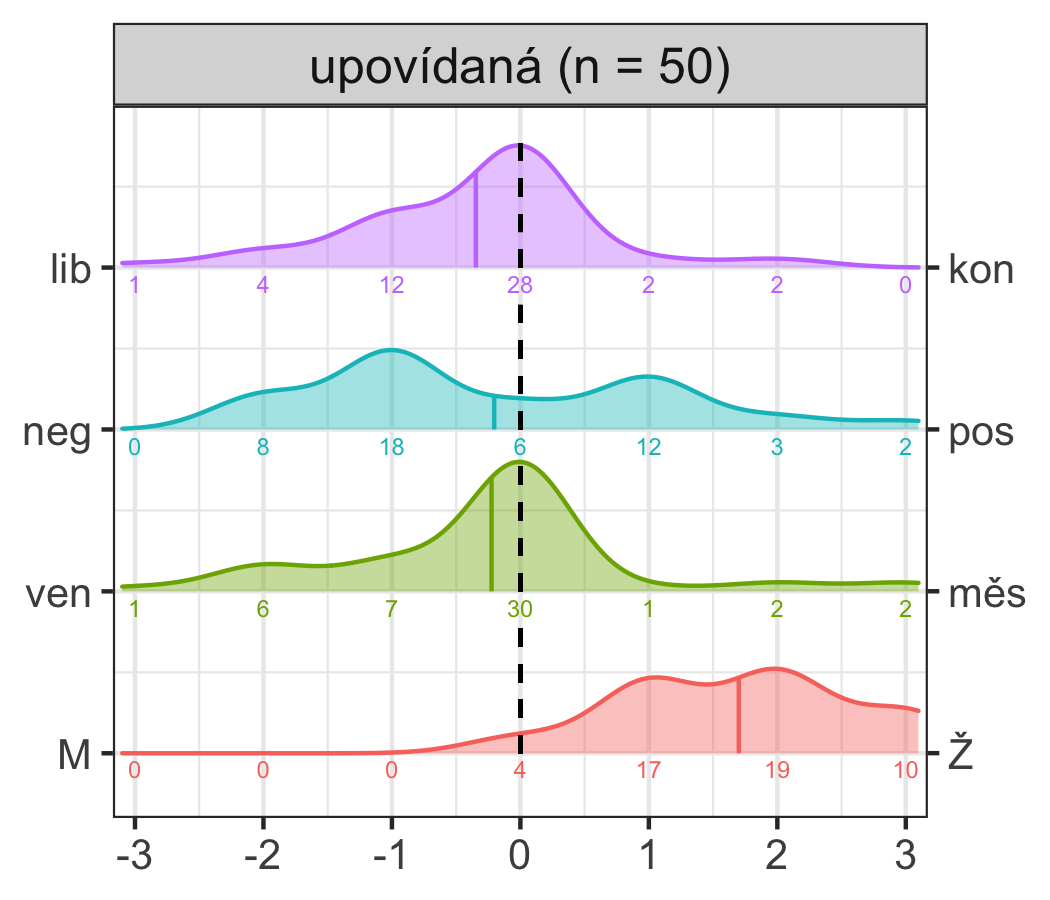 upovídaná (n = 50)
lib kon
1 4 12 28 2 2 0
neg pos
0 8 18 6 12 3 2
ven měs
1 6 7 30 1 2 2
M Ž
0 0 0 4 17 19 10
-3 -2 -1 0 1 2 3